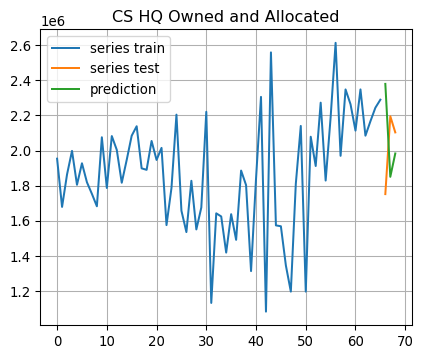 CS HQ Owned and Allocated
1e6
series train
series test
prediction
2.6
2.4
2.2
2.0
1.8
1.6
1.4
1.2
0 10 20 30 40 50 60 70